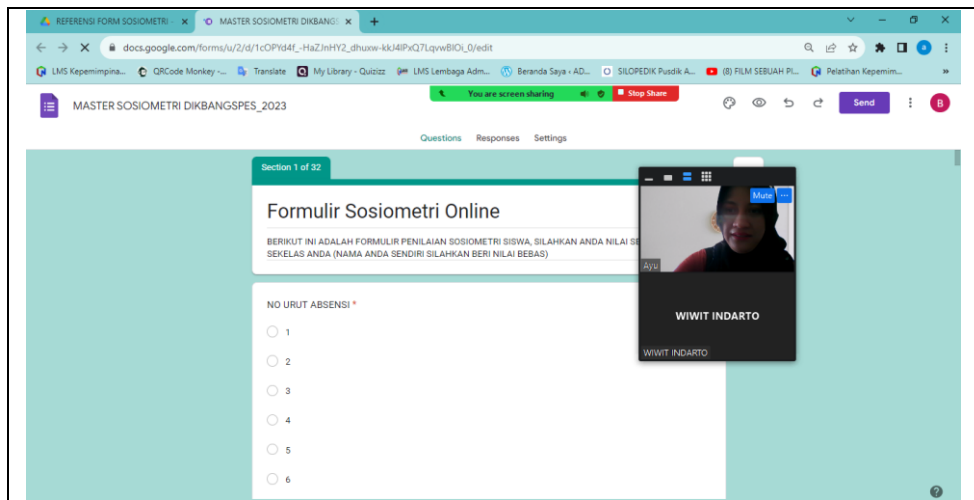 REFERENSI FORM SOSIOMETRI -
MASTER SOSIOMETRI DIKBANGS
docs.google.com/forms/u/2/d/1cOPYd4f_-HaZJnHY2_dhuxw-kkJ4lPxQ7LqvwBlOi_0/edit
LMS Kepemimpina...
QRCode Monkey -...
Translate
My Library - Quizizz
LMS Lembaga Adm...
Beranda Saya ‹ AD...
SILOPEDIK Pusdik A...
(8) FILM SEBUAH PI...
Pelatihan Kepemim...
MASTER SOSIOMETRI DIKBANGSPES_2023
You are screen sharing
Stop Share
Send
B
Questions
Responses
Settings
Section 1 of 32
Formulir Sosiometri Online
BERIKUT INI ADALAH FORMULIR PENILAIAN SOSIOMETRI SISWA, SILAHKAN ANDA NILAI SE
SEKELAS ANDA (NAMA ANDA SENDIRI SILAHKAN BERI NILAI BEBAS)
NO URUT ABSENSI *
1
2
3
4
5
6
Mute
Ayu
WIWIT INDARTO
WIWIT INDARTO